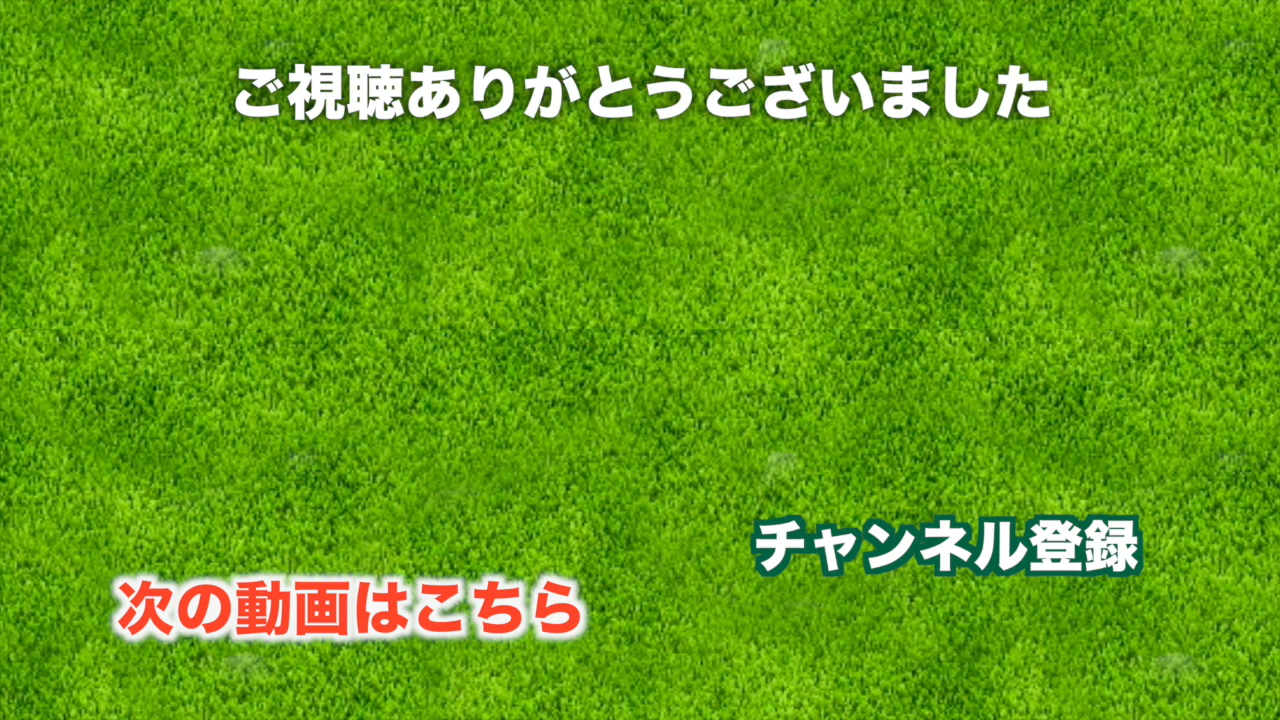 ご視聴ありがとうございました
チャンネル登録
次の動画はこちら